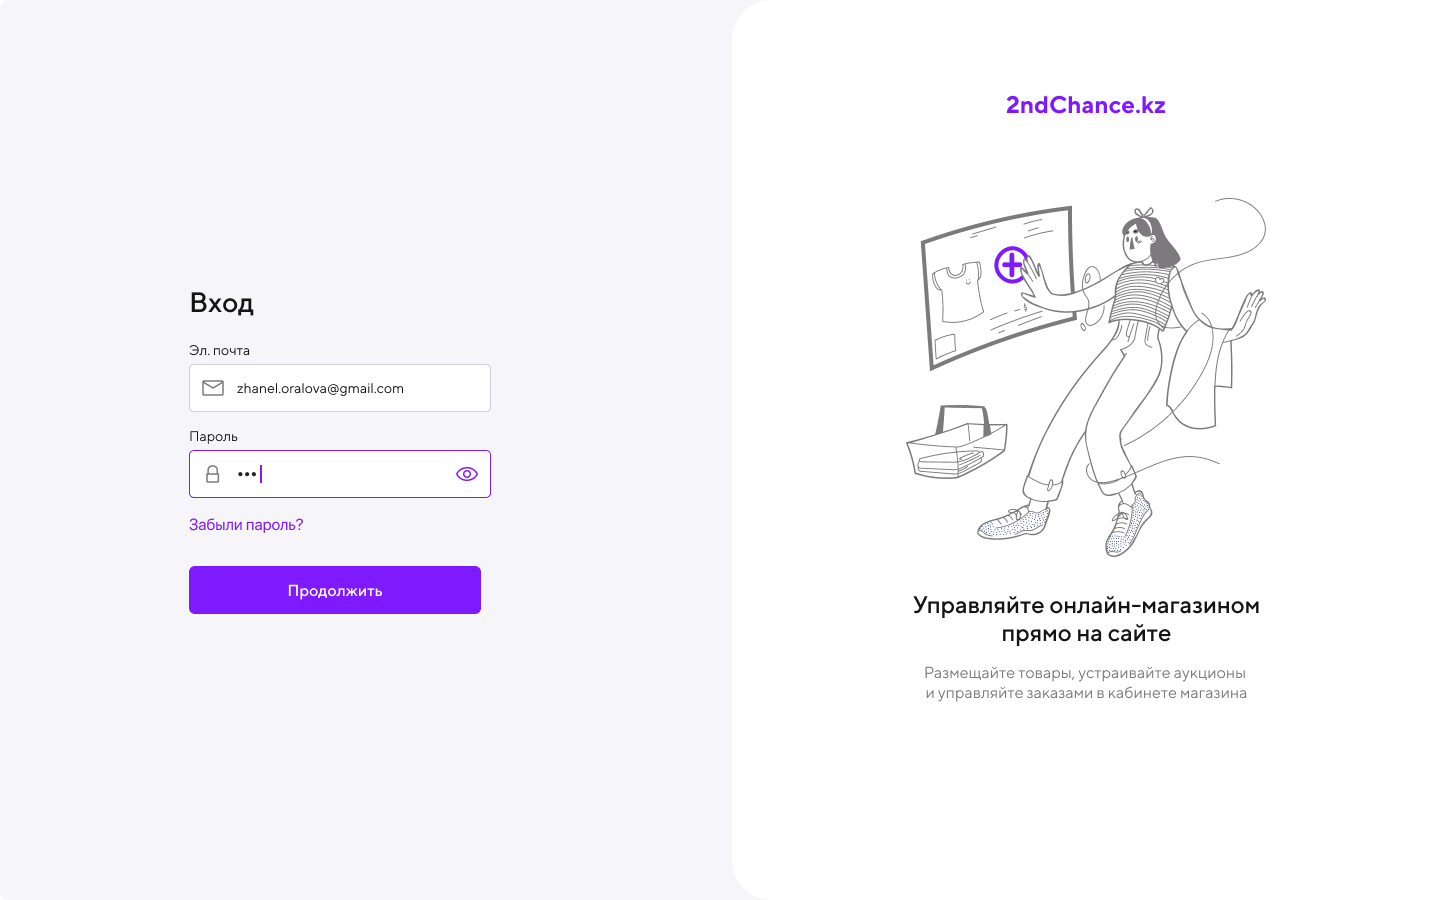 Вход
Эл. почта
zhanel.oralova@gmail.com
Пароль
•••
Забыли пароль?
Продолжить
2ndChance.kz
Управляйте онлайн-магазином
прямо на сайте
Размещайте товары, устраивайте аукционы
и управляйте заказами в кабинете магазина